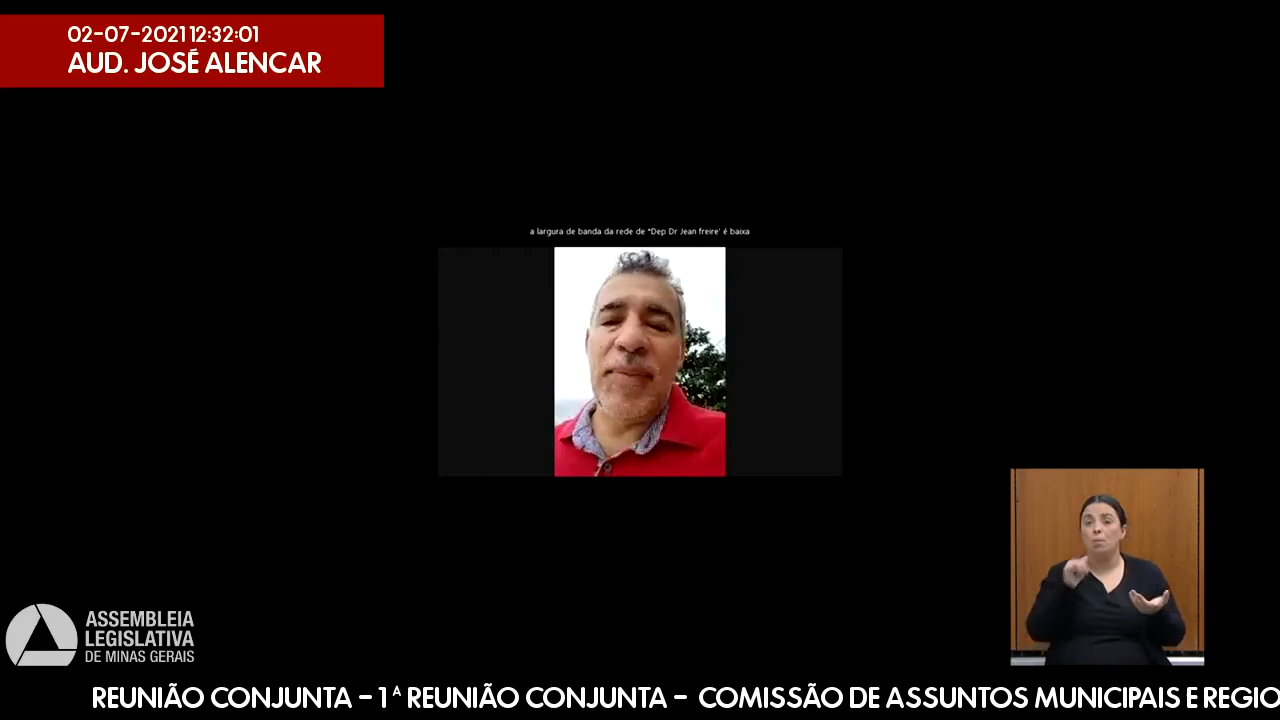 02-07-2021 12:32:01
AUD. JOSÉ ALENCAR
a largura de banda da rede de "Dep Dr Jean freire' é baixa
ASSEMBLEIA
LEGISLATIVA
DE MINAS GERAIS
REUNIÃO CONJUNTA - 1ª REUNIÃO CONJUNTA - COMISSÃO DE ASSUNTOS MUNICIPAIS E REGIO